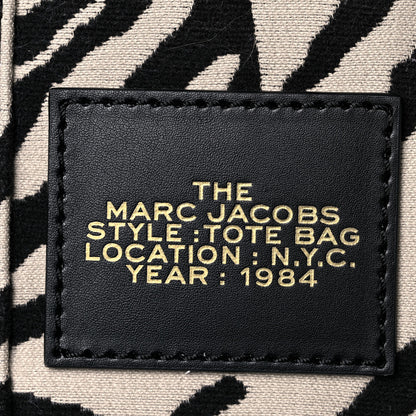 THE
MARC JACOBS
STYLE : TOTE BAG
LOCATION : N.Y.C.
YEAR : 1984